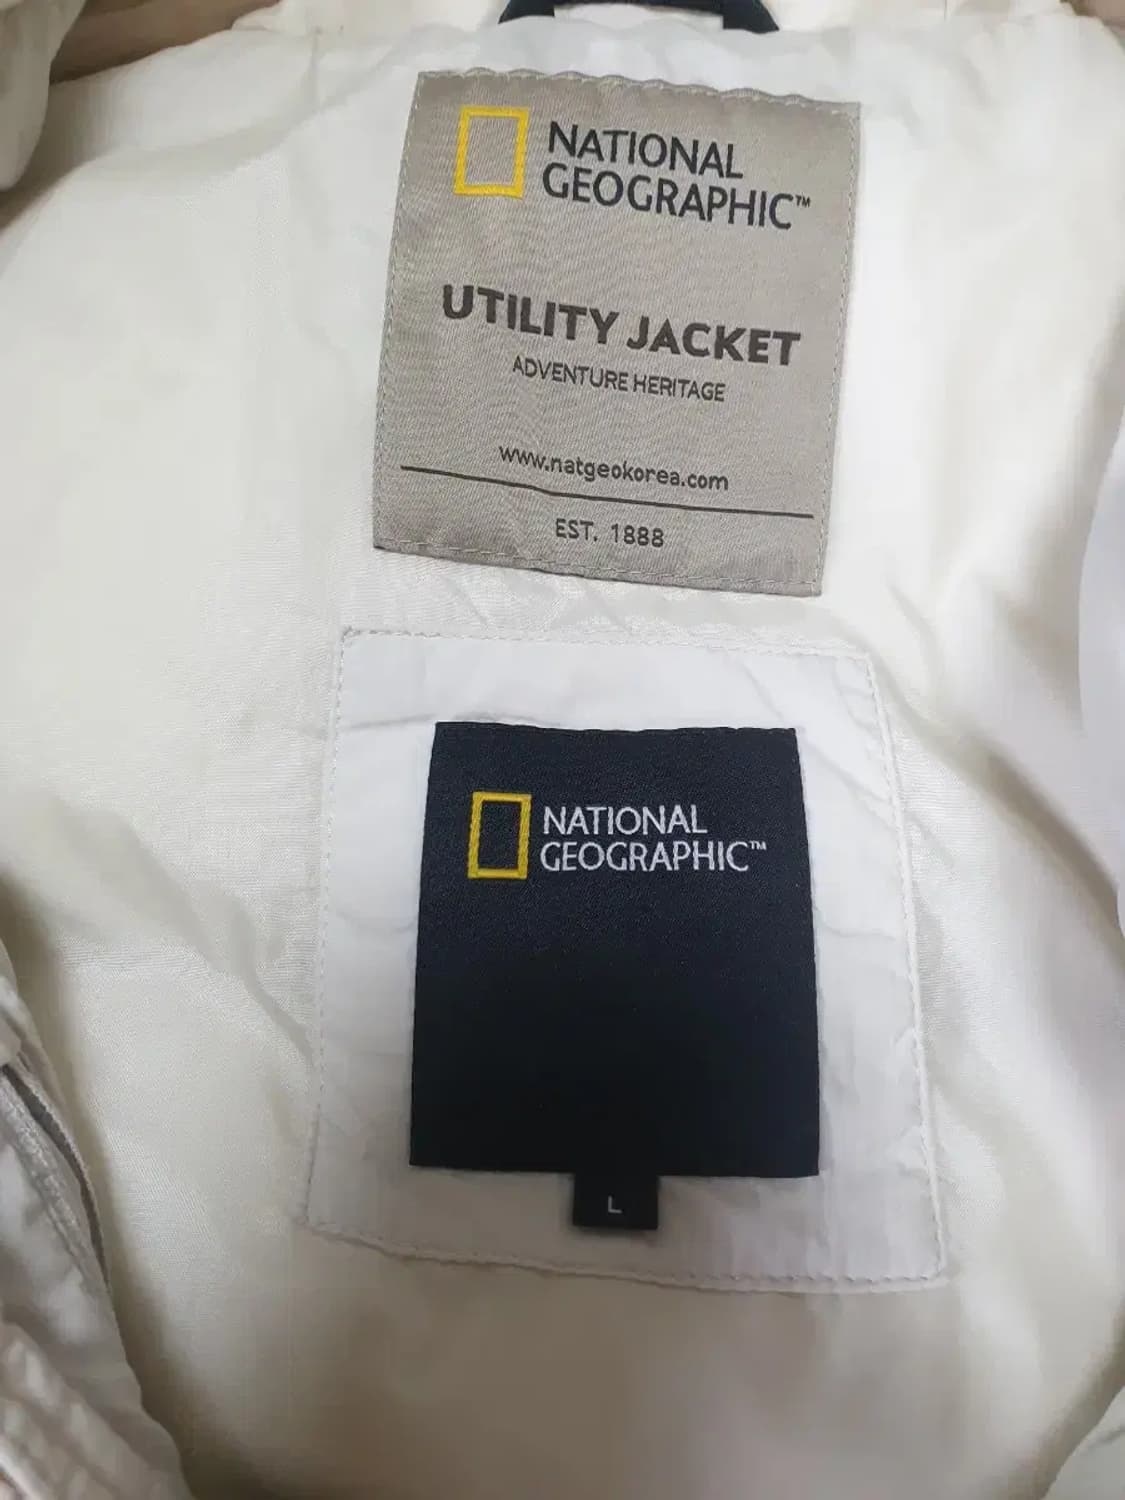 NATIONAL
GEOGRAPHIC™
UTILITY JACKET
ADVENTURE HERITAGE
www.natgeokorea.com
EST. 1888
NATIONAL
GEOGRAPHIC™
L